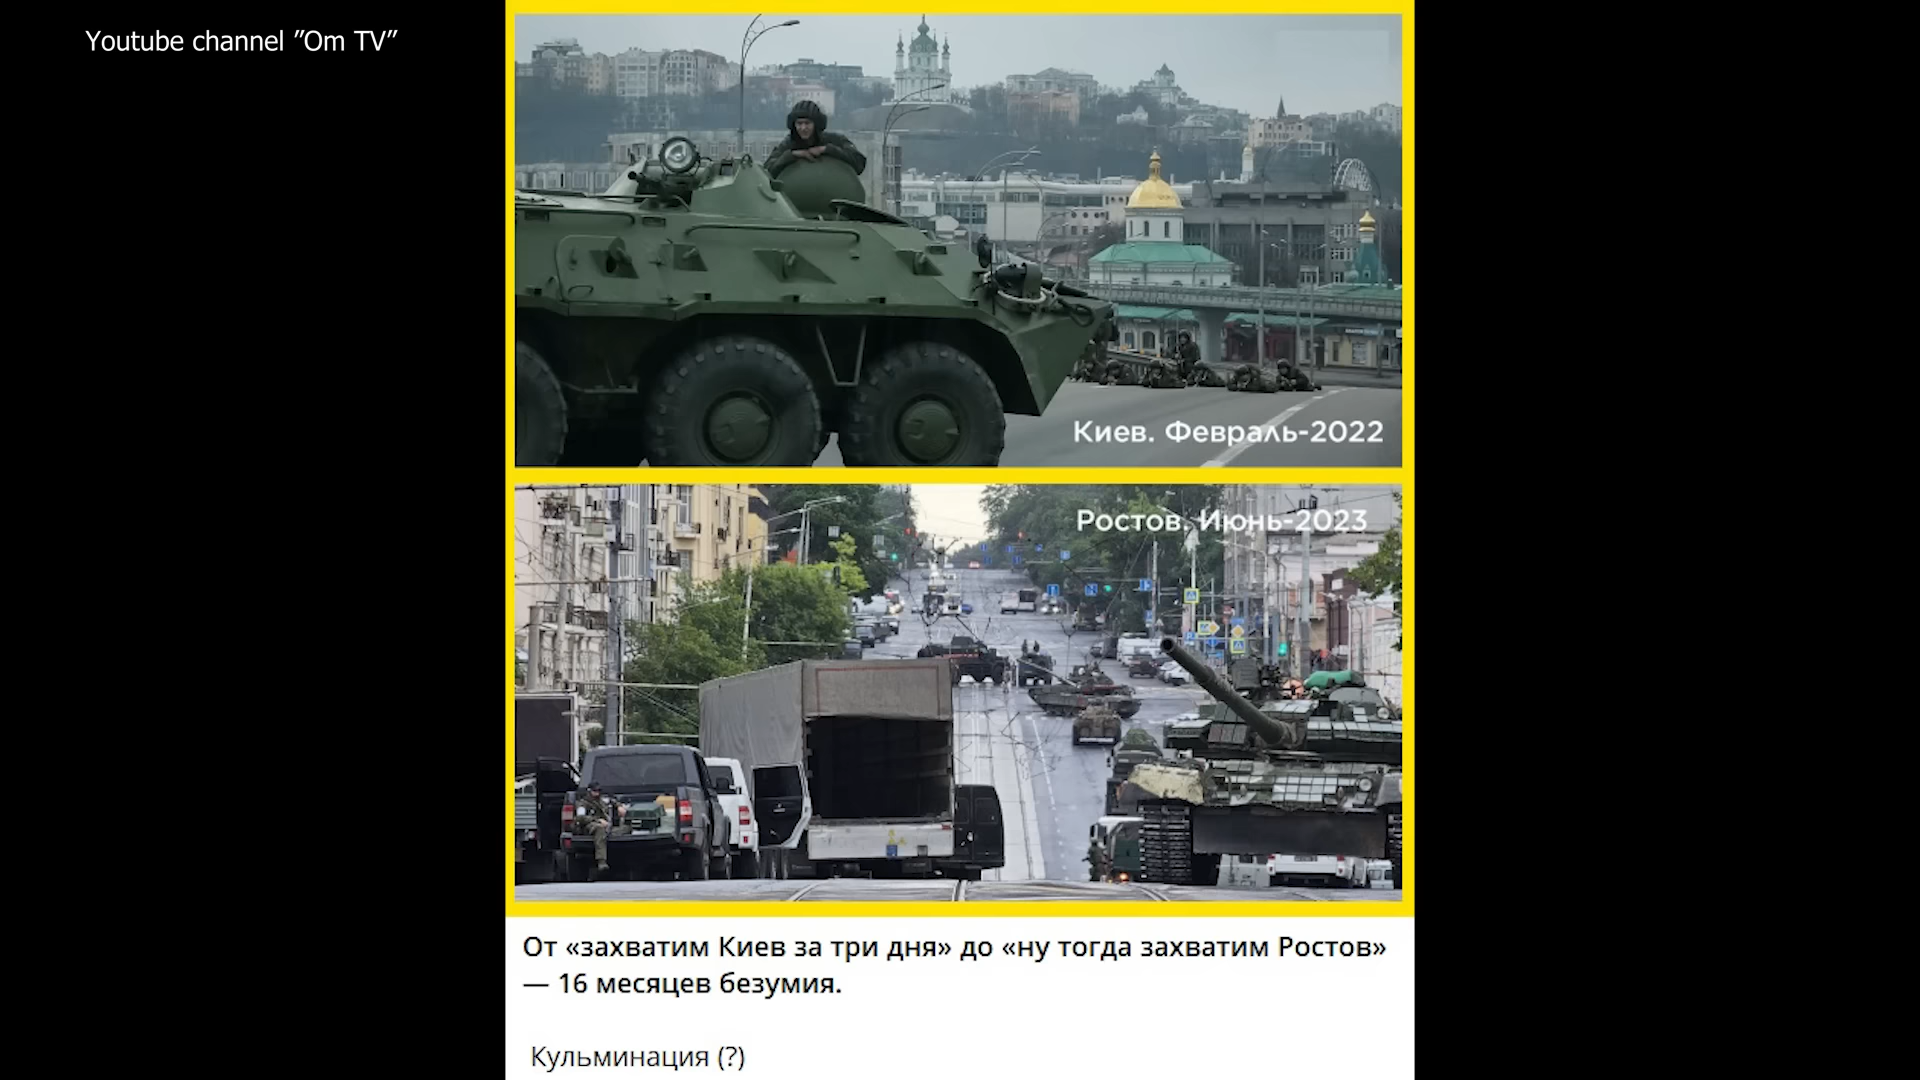 Youtube channel ”Om TV”
Киев. Февраль-2022
Ростов. Июнь-2023
От «захватим Киев за три дня» до «ну тогда захватим Ростов»
— 16 месяцев безумия.
Кульминация (?)